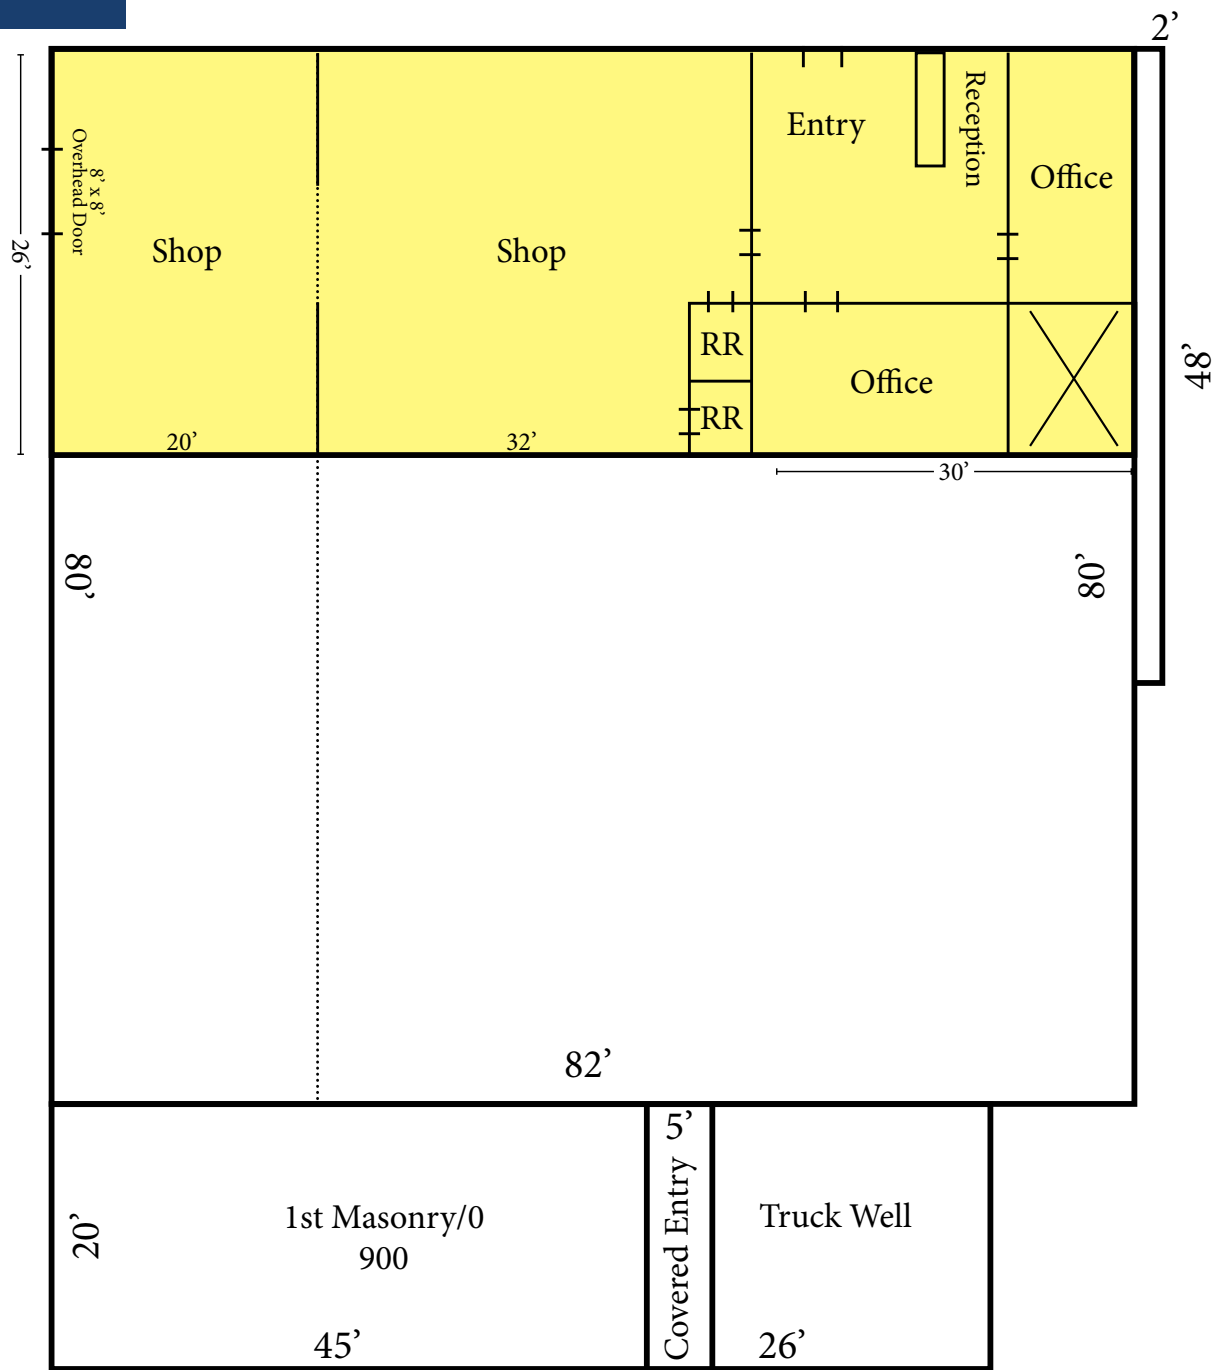 2’
Entry
Reception
Office
8’ x 8’
Overhead Door
Shop
Shop
26’
RR
Office
RR
48’
20’
32’
30’
80’
80’
82’
5’
Covered Entry
1st Masonry/0
900
Truck Well
20’
45’
26’